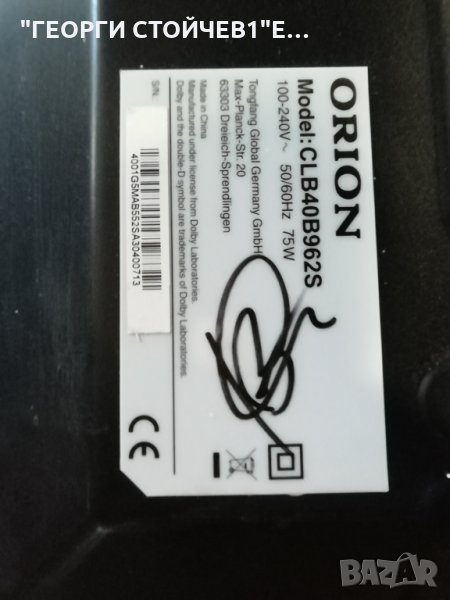 "ГЕОРГИ СТОЙЧЕВ1"Е...
ORION
Model: CLB40B962S
100-240V~ 50/60Hz 75W
Tongfang Global Germany GmbH
Max-Planck-Str. 20
63303 Dreieich-Sprendlingen
Made in China
Manufactured under license from Dolby Laboratories.
Dolby and the double-D symbol are trademarks of Dolby Laboratories.
S/N:
4001G5MAB552SA30400713
CE
BAZAR